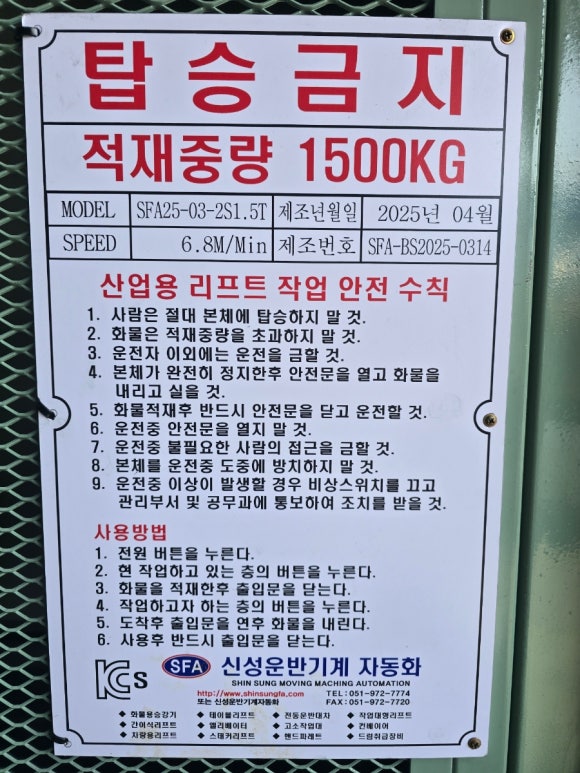 탑승금지
적재중량 1500KG
MODEL SFA25-03-2S1.5T 제조년월일 2025년 04월
SPEED 6.8M/Min 제조번호 SFA-BS2025-0314
산업용 리프트 작업 안전 수칙
1. 사람은 절대 본체에 탑승하지 말 것.
2. 화물은 적재중량을 초과하지 말 것.
3. 운전자 이외에는 운전을 금할 것.
4. 본체가 완전히 정지한후 안전문을 열고 화물을
내리고 실을 것.
5. 화물적재후 반드시 안전문을 닫고 운전할 것.
6. 운전중 안전문을 열지 말 것.
7. 운전중 불필요한 사람의 접근을 금할 것.
8. 본체를 운전중 도중에 방치하지 말 것.
9. 운전중 이상이 발생할 경우 비상스위치를 끄고
관리부서 및 공무과에 통보하여 조치를 받을 것.
사용방법
1. 전원 버튼을 누른다.
2. 현 작업하고 있는 층의 버튼을 누른다.
3. 화물을 적재한후 출입문을 닫는다.
4. 작업하고자 하는 층의 버튼을 누른다.
5. 도착후 출입문을 연후 화물을 내린다.
6. 사용후 반드시 출입문을 닫는다.
KCs SFA 신성운반기계 자동화
SHIN SUNG MOVING MACHING AUTOMATION
http://www.shinsungfa.com TEL:051-972-7774
또는 신성운반기계자동화 FAX:051-972-7720
◆ 화물용승강기 ◆ 테이블리프트 ◆ 전동운반대차 ◆ 작업대형리프트
◆ 간이식리프트 ◆ 엘리베이터 ◆ 고소작업대 ◆ 컨베이어
◆ 차량용리프트 ◆ 스태커리프트 ◆ 핸드파레트 ◆ 드럼취급장비